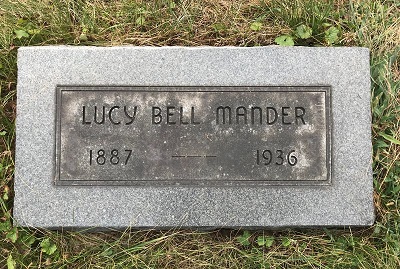 LUCY BELL MANDER
1887 --- 1936